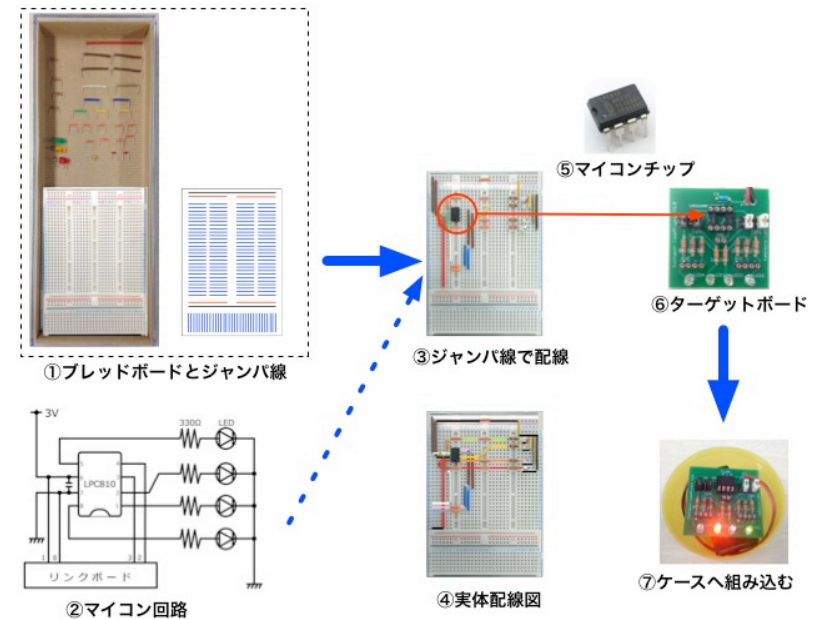 ①ブレッドボードとジャンパ線
3V
330Ω LED
LPC810
1 8 3 2
リンクボード
②マイコン回路
③ジャンパ線で配線
④実体配線図
⑤マイコンチップ
⑥ターゲットボード
⑦ケースへ組み込む